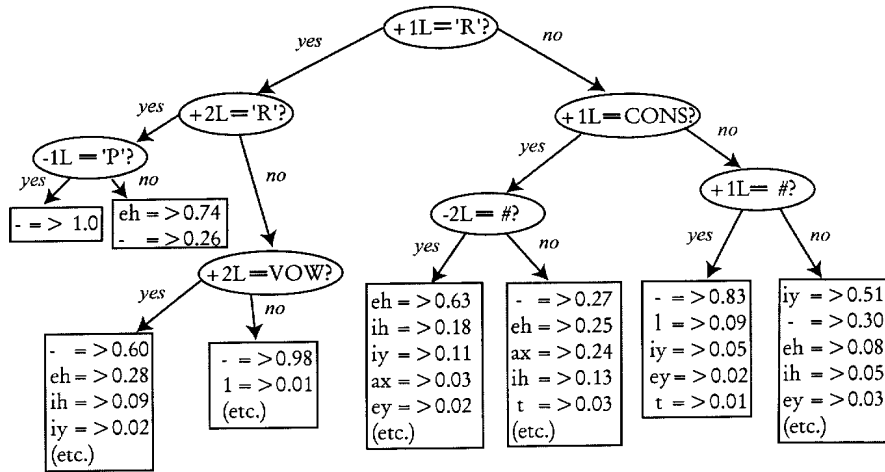 +1L='R'?
yes
no
+2L='R'?
+1L=CONS?
yes
no
yes
no
-1L='P'?
+1L= #?
yes
no
-2L= #?
- => 1.0
eh =>0.74
- =>0.26
yes
no
yes
no
+2L=VOW?
yes
no
- =>0.60
eh =>0.28
ih =>0.09
iy =>0.02
(etc.)
- =>0.98
1 =>0.01
(etc.)
eh =>0.63
ih =>0.18
iy =>0.11
ax =>0.03
ey =>0.02
(etc.)
- =>0.27
eh =>0.25
ax =>0.24
ih =>0.13
t =>0.03
(etc.)
- =>0.83
l =>0.09
iy =>0.05
ey =>0.02
t =>0.01
iy =>0.51
- =>0.30
eh =>0.08
ih =>0.05
ey =>0.03
(etc.)